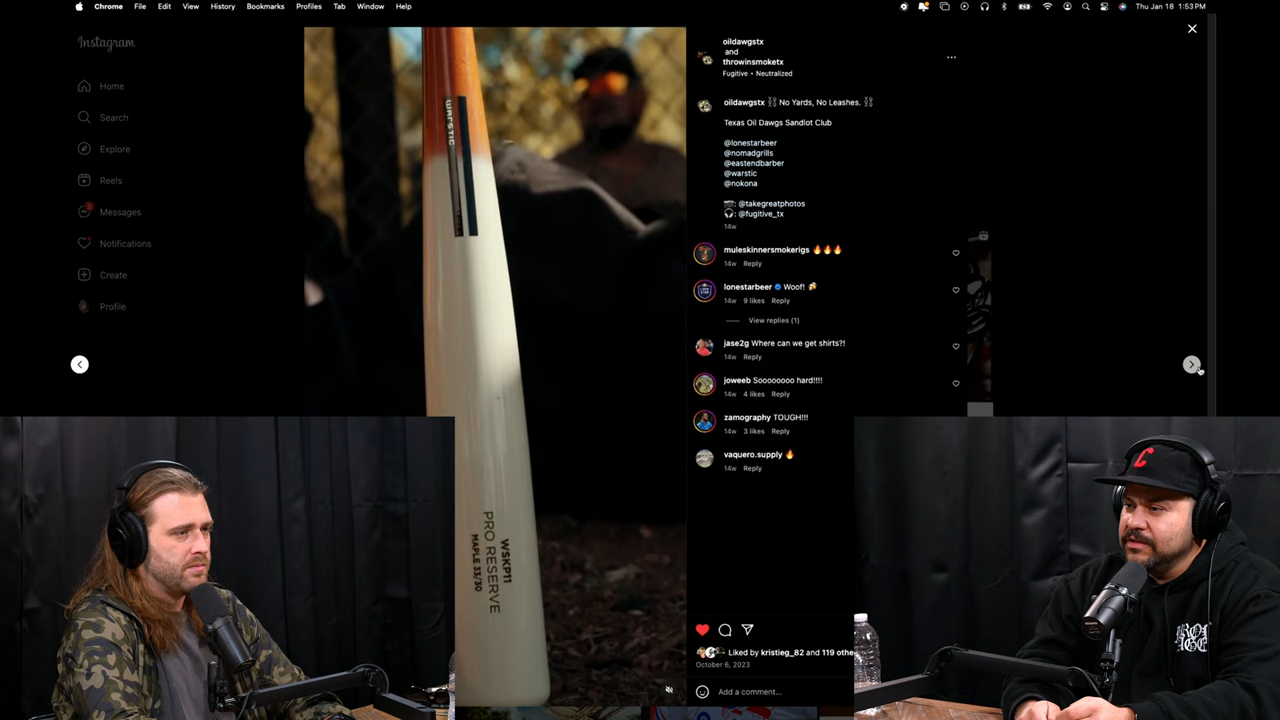 Chrome File Edit View History Bookmarks Profiles Tab Window Help
Thu Jan 18 1:53 PM
Instagram
Home
Search
Explore
Reels
2
Messages
Notifications
Create
Profile
WARSTIC
WSKP11
PRO RESERVE
MAPLE 33/30
oildawgstx
and
throwinsmoketx
Fugitive • Neutralized
oildawgstx ⛓️ No Yards, No Leashes. ⛓️
Texas Oil Dawgs Sandlot Club
@lonestarbeer
@nomadgrills
@eastendbarber
@warstic
@nokona
📷: @takegreatphotos
🎧: @fugitive_tx
14w
muleskinnersmokerigs 🔥🔥🔥
14w Reply
lonestarbeer Woof! 🍻
14w 9 likes Reply
View replies (1)
jase2g Where can we get shirts?!
14w Reply
joweeb Sooooooo hard!!!!
14w 4 likes Reply
zamography TOUGH!!!
14w 3 likes Reply
vaquero.supply 🔥
14w Reply
Liked by kristieg_82 and 119 othe
October 6, 2023
Add a comment...
C